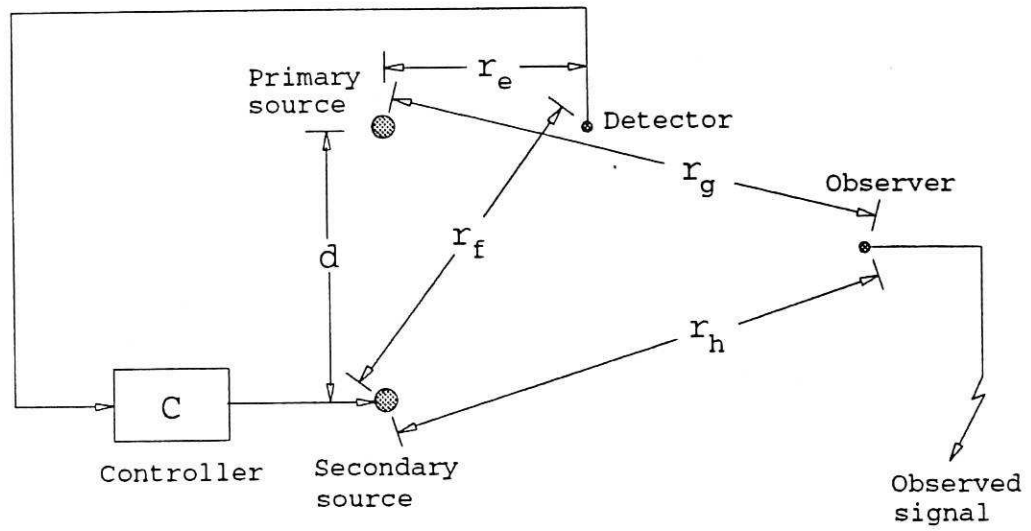 r_e
Primary
source
Detector
r_g
Observer
r_f
d
r_h
C
Controller
Secondary
source
Observed
signal